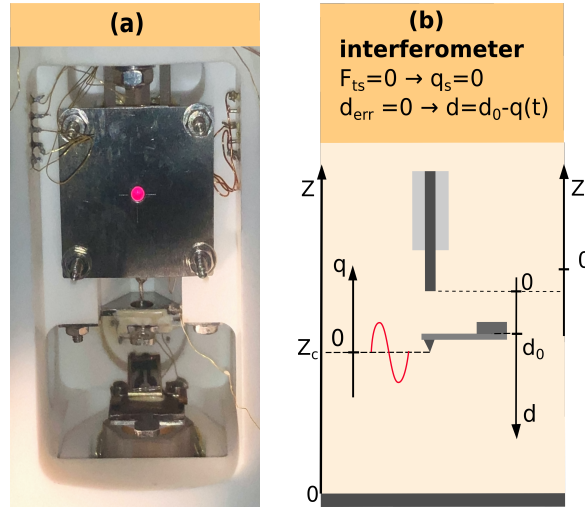 (a)
(b)
interferometer
F_ts=0 → q_s=0
d_err =0 → d=d_0-q(t)
Z
Z
q
0
0
0
Z_c
d_0
d
0